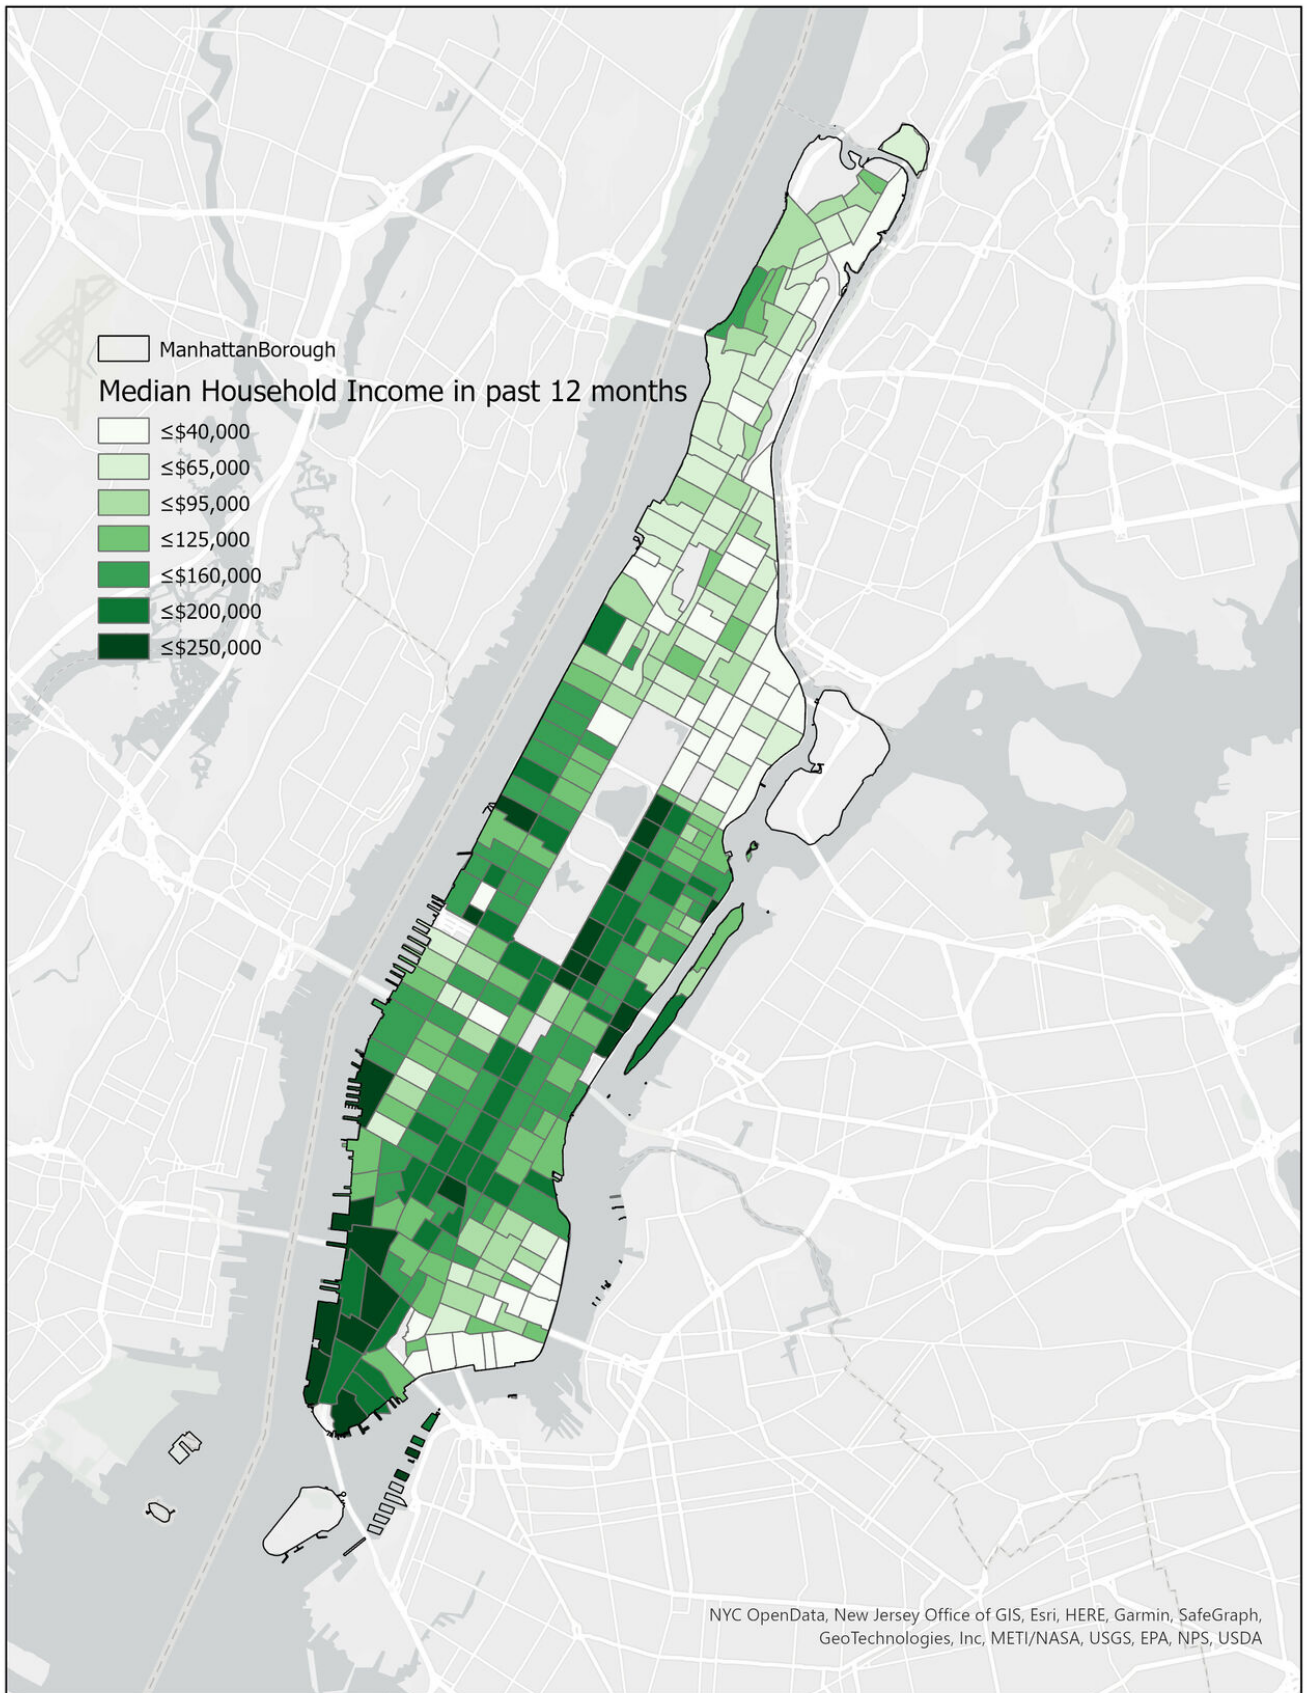 ManhattanBorough
Median Household Income in past 12 months
≤$40,000
≤$65,000
≤$95,000
≤125,000
≤$160,000
≤$200,000
≤$250,000
NYC OpenData, New Jersey Office of GIS, Esri, HERE, Garmin, SafeGraph,
GeoTechnologies, Inc, METI/NASA, USGS, EPA, NPS, USDA